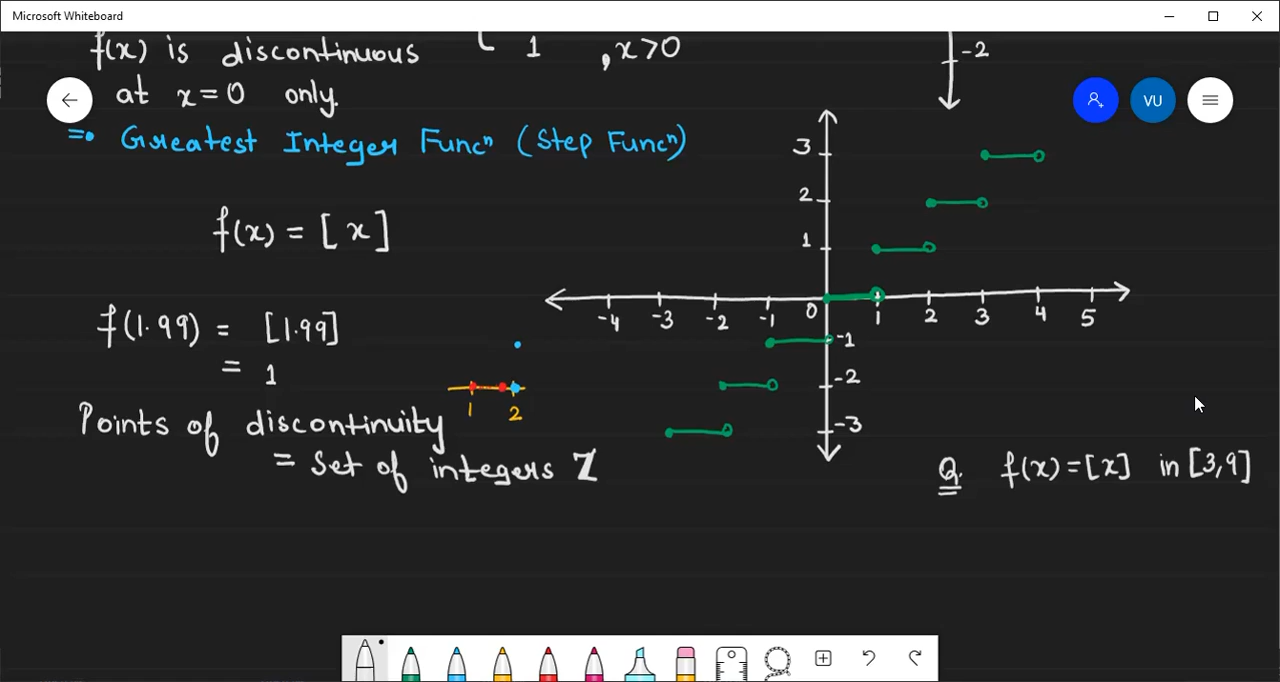 Microsoft Whiteboard
f(x) is discontinuous { 1 , x>0
at x=0 only.
-2
VU
⇒• Greatest Integer Funcⁿ (Step Funcⁿ)
f(x) = [x]
3
2
1
-4 -3 -2 -1 0 1 2 3 4 5
-1
-2
-3
f(1.99) = [1.99]
= 1
1 2
Points of discontinuity
= Set of integers Z
Q. f(x)=[x] in [3,9]